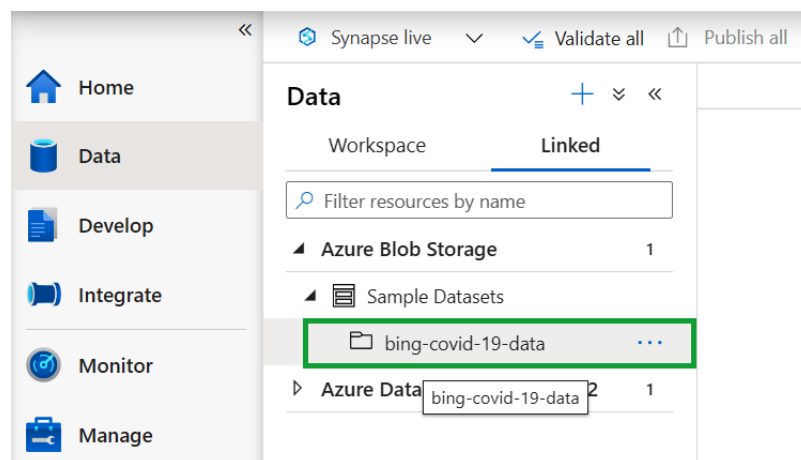 Synapse live
Validate all
Publish all
Home
Data
Develop
Integrate
Monitor
Manage
Data
Workspace
Linked
Filter resources by name
Azure Blob Storage 1
Sample Datasets
bing-covid-19-data ...
Azure Data 2 1
bing-covid-19-data